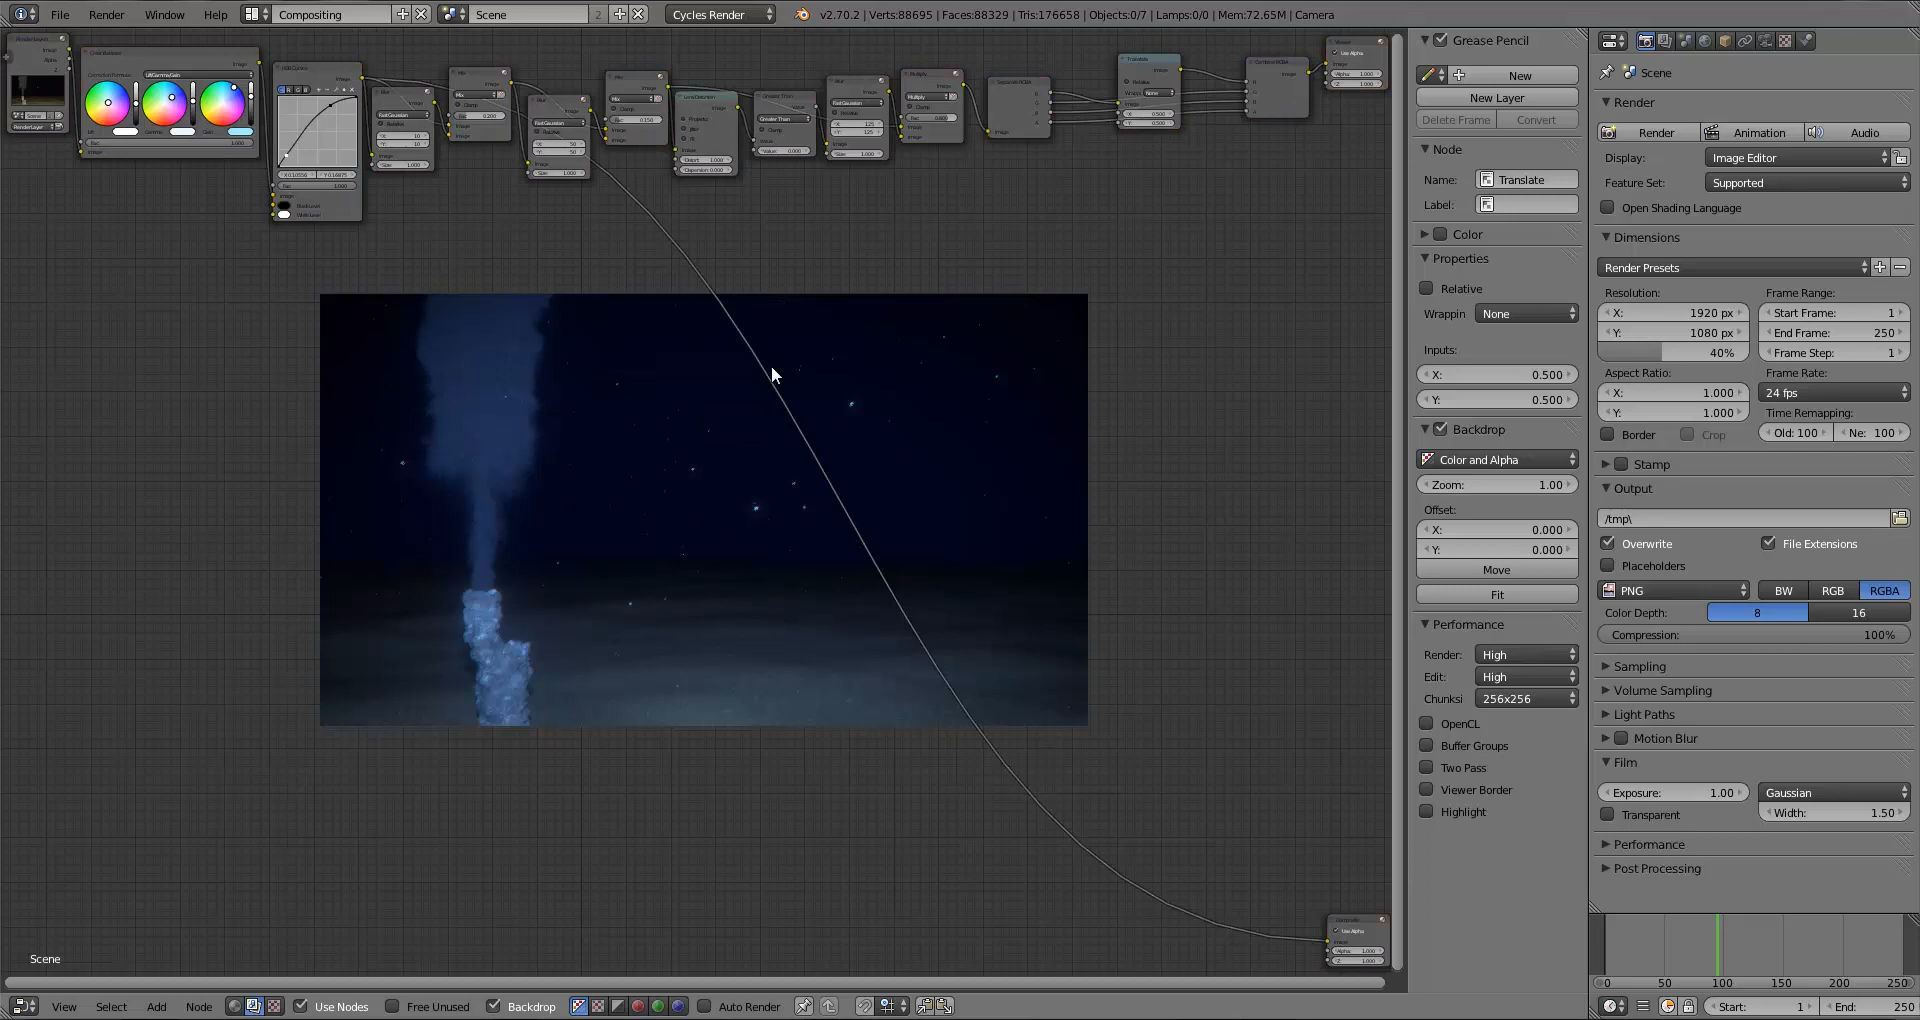 File Render Window Help Compositing Scene 2 Cycles Render v2.70.2 | Verts:88695 | Faces:88329 | Tris:176658 | Objects:0/7 | Lamps:0/0 | Mem:72.65M | Camera
Grease Pencil
New
New Layer
Delete Frame Convert
Node
Name: Translate
Label:
Color
Properties
Relative
Wrappin None
Inputs:
X: 0.500
Y: 0.500
Backdrop
Color and Alpha
Zoom: 1.00
Offset:
X: 0.000
Y: 0.000
Move
Fit
Performance
Render: High
Edit: High
Chunksi 256x256
OpenCL
Buffer Groups
Two Pass
Viewer Border
Highlight
Scene
Render
Render Animation Audio
Display: Image Editor
Feature Set: Supported
Open Shading Language
Dimensions
Render Presets
Resolution: Frame Range:
X: 1920 px Start Frame: 1
Y: 1080 px End Frame: 250
40% Frame Step: 1
Aspect Ratio: Frame Rate:
X: 1.000 24 fps
Y: 1.000 Time Remapping:
Border Crop Old: 100 Ne: 100
Stamp
Output
/tmp\
Overwrite File Extensions
Placeholders
PNG BW RGB RGBA
Color Depth: 8 16
Compression: 100%
Sampling
Volume Sampling
Light Paths
Motion Blur
Film
Exposure: 1.00 Gaussian
Transparent Width: 1.50
Performance
Post Processing
0 50 100 150 200 250
Start: 1 End: 250
Scene
View Select Add Node Use Nodes Free Unused Backdrop Auto Render